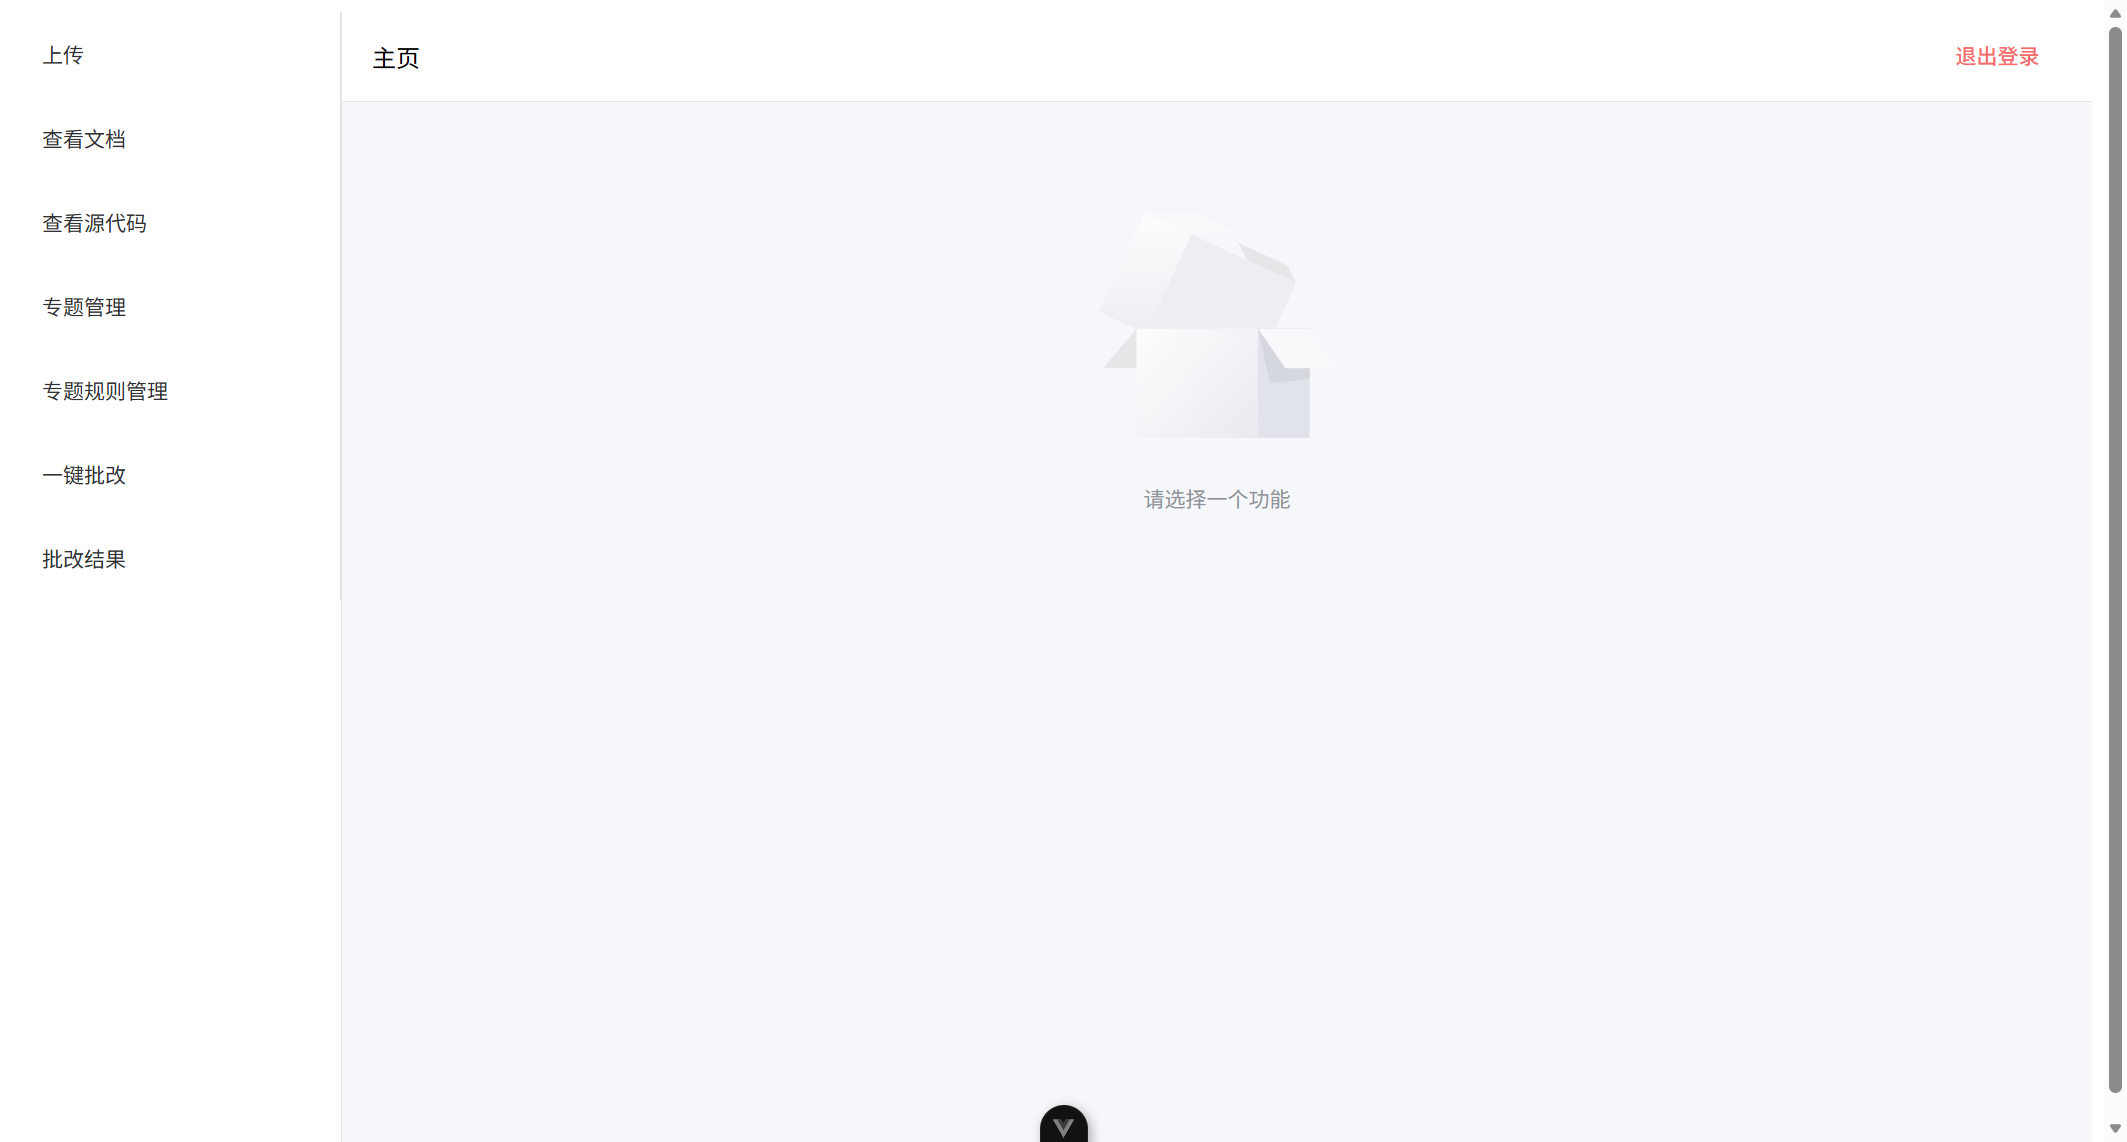 上传
查看文档
查看源代码
专题管理
专题规则管理
一键批改
批改结果
主页
退出登录
请选择一个功能